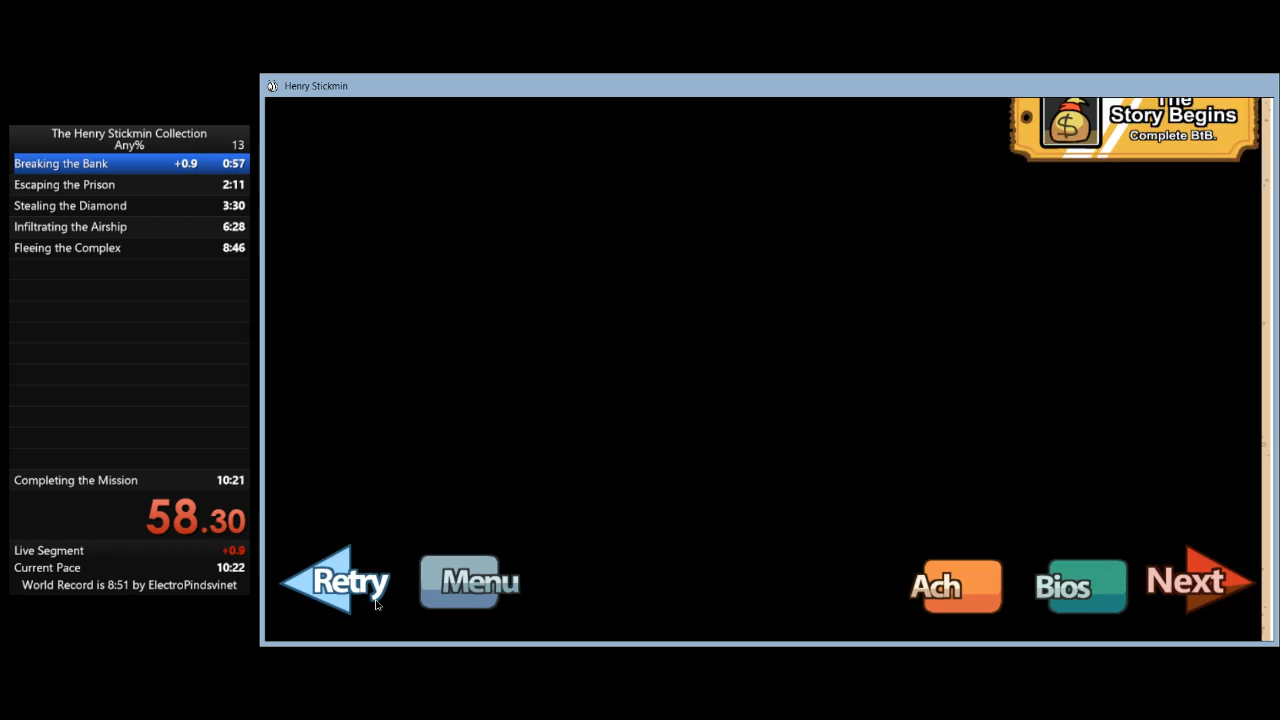 The Henry Stickmin Collection
Any% 13
Breaking the Bank +0.9 0:57
Escaping the Prison 2:11
Stealing the Diamond 3:30
Infiltrating the Airship 6:28
Fleeing the Complex 8:46
Completing the Mission 10:21
58.30
Live Segment +0.9
Current Pace 10:22
World Record is 8:51 by ElectroPindsvinet
Henry Stickmin
The
Story Begins
Complete BtB.
Retry Menu Ach Bios Next